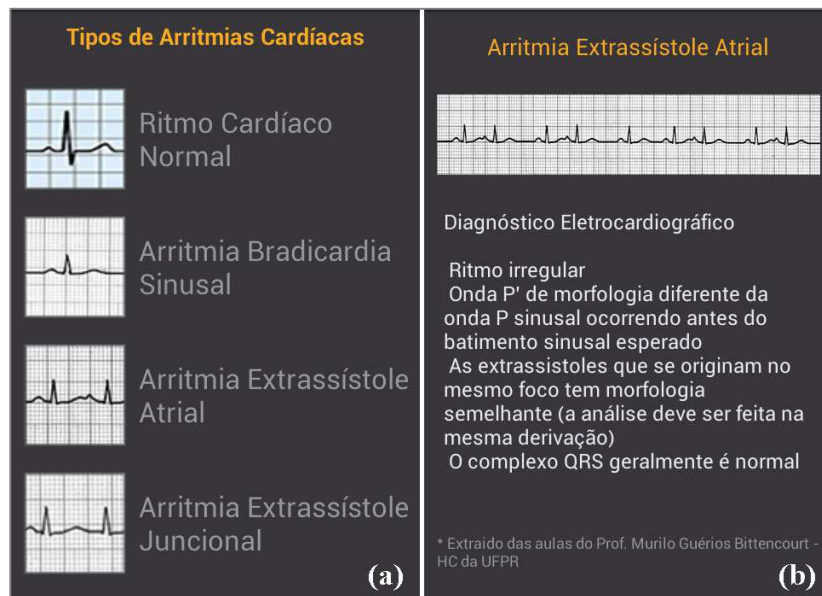 Tipos de Arritmias Cardíacas
Ritmo Cardíaco
Normal
Arritmia Bradicardia
Sinusal
Arritmia Extrassístole
Atrial
Arritmia Extrassístole
Juncional
(a)
Arritmia Extrassístole Atrial
Diagnóstico Eletrocardiográfico
Ritmo irregular
Onda P' de morfologia diferente da
onda P sinusal ocorrendo antes do
batimento sinusal esperado
As extrassistoles que se originam no
mesmo foco tem morfologia
semelhante (a análise deve ser feita na
mesma derivação)
O complexo QRS geralmente é normal
* Extraido das aulas do Prof. Murilo Guérios Bittencourt -
HC da UFPR
(b)